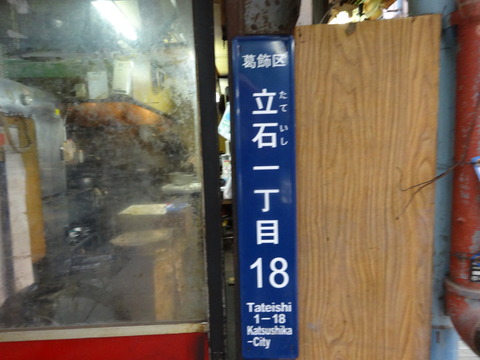 葛飾区
立石一丁目
たていし
18
Tateishi
1-18
Katsushika
-City